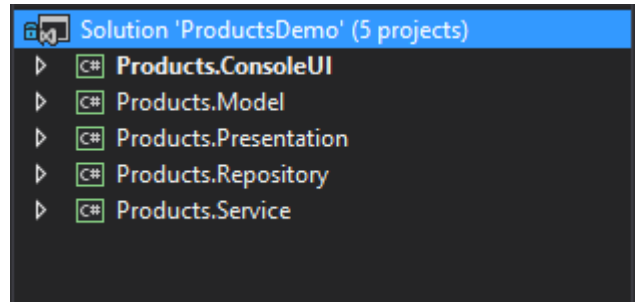 Solution 'ProductsDemo' (5 projects)
C# Products.ConsoleUI
C# Products.Model
C# Products.Presentation
C# Products.Repository
C# Products.Service